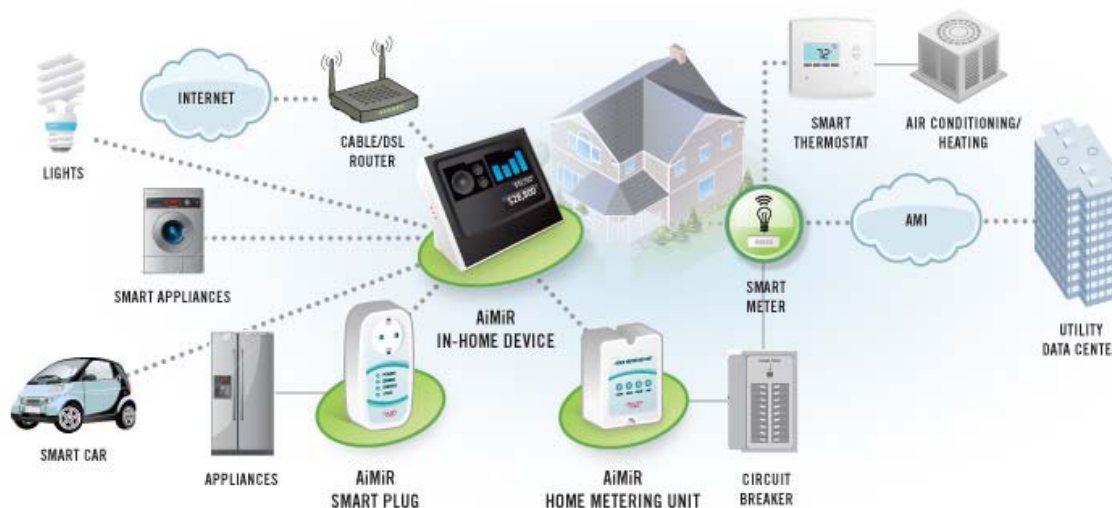 INTERNET
CABLE/DSL
ROUTER
LIGHTS
72°
SMART
THERMOSTAT
AIR CONDITIONING/
HEATING
SMART APPLIANCES
AiMiR
IN-HOME DEVICE
SMART
METER
AMI
UTILITY
DATA CENTE
SMART CAR
APPLIANCES
AiMiR
SMART PLUG
AiMiR
HOME METERING UNIT
CIRCUIT
BREAKER